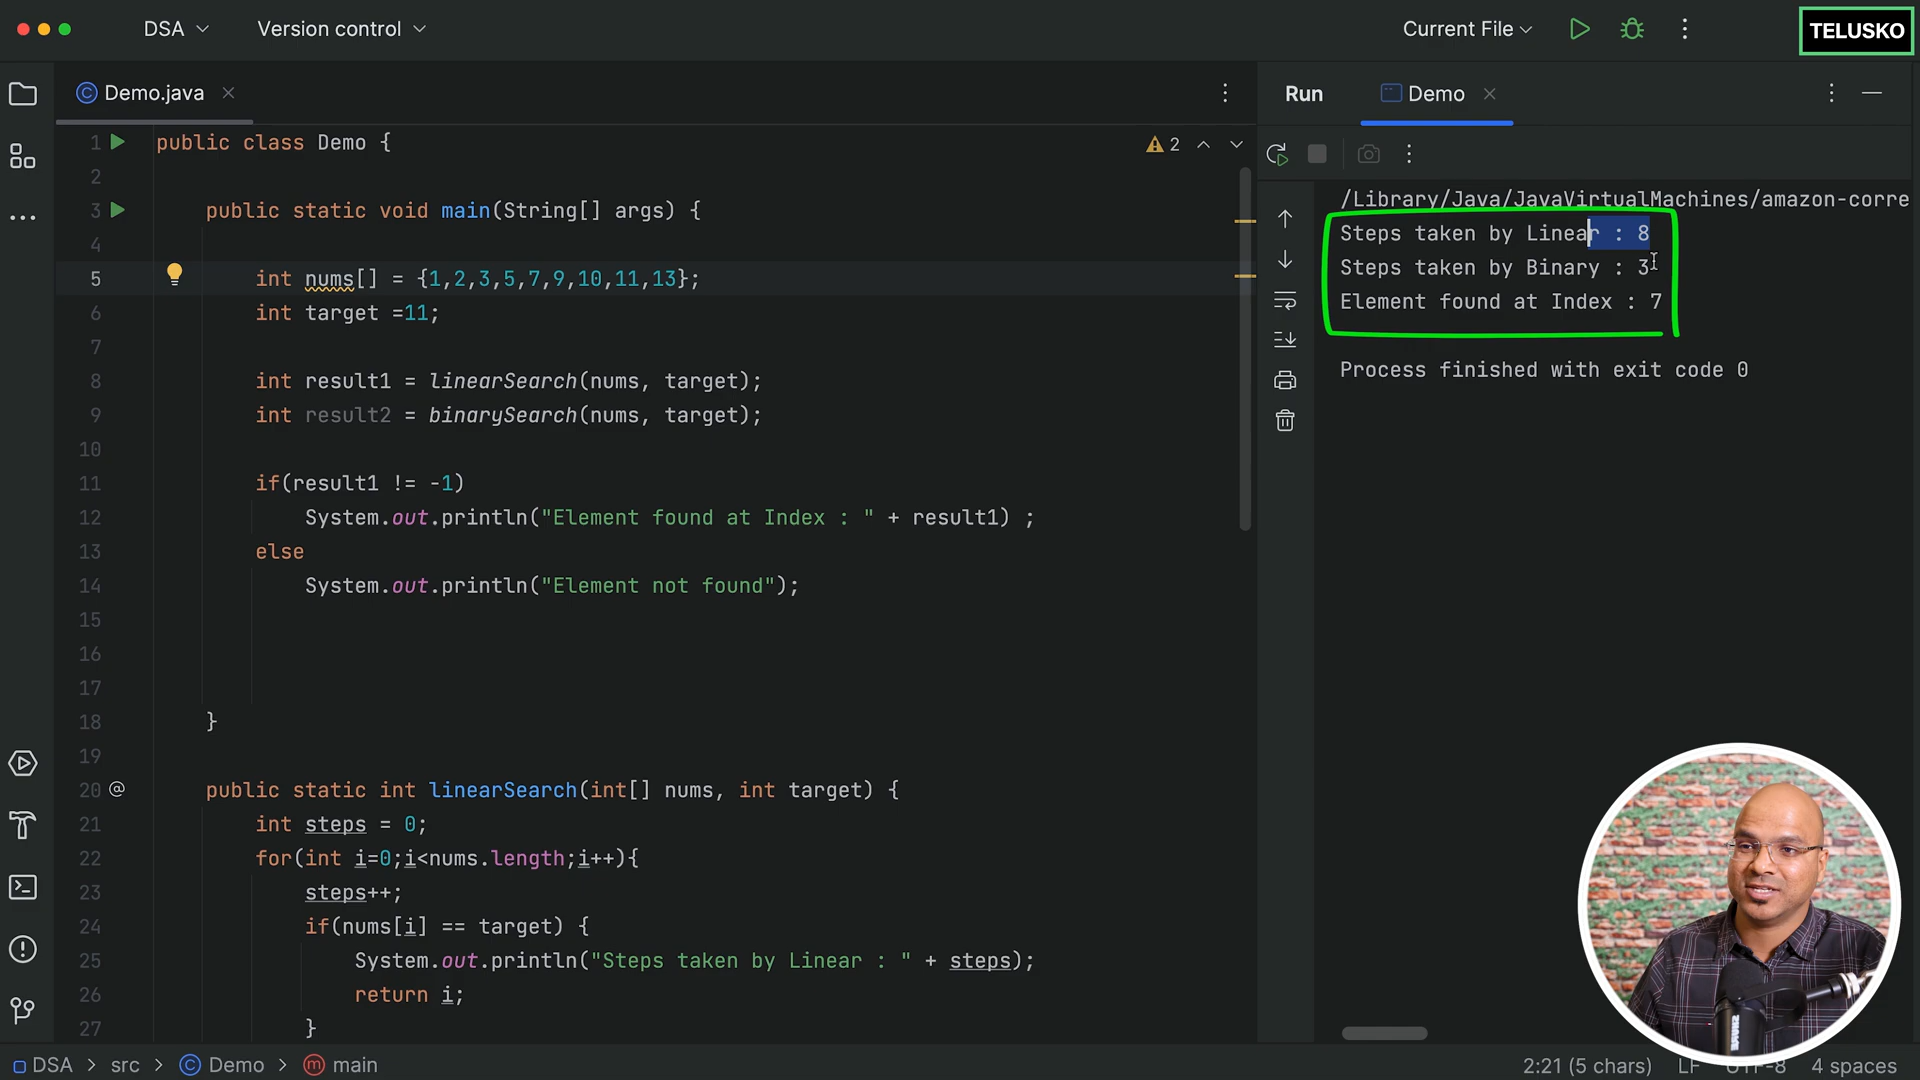 DSA
Version control
Current File
TELUSKO
Demo.java
Run
Demo
1 public class Demo {
2
3 public static void main(String[] args) {
4
5 int nums[] = {1,2,3,5,7,9,10,11,13};
6 int target =11;
7
8 int result1 = linearSearch(nums, target);
9 int result2 = binarySearch(nums, target);
10
11 if(result1 != -1)
12 System.out.println("Element found at Index : " + result1) ;
13 else
14 System.out.println("Element not found");
15
16
17
18 }
19
20 @ public static int linearSearch(int[] nums, int target) {
21 int steps = 0;
22 for(int i=0;i<nums.length;i++){
23 steps++;
24 if(nums[i] == target) {
25 System.out.println("Steps taken by Linear : " + steps);
26 return i;
27 }
2
/Library/Java/JavaVirtualMachines/amazon-corre
Steps taken by Linear : 8
Steps taken by Binary : 3
Element found at Index : 7
Process finished with exit code 0
DSA > src > Demo > main
2:21 (5 chars) LF UTF-8 4 spaces